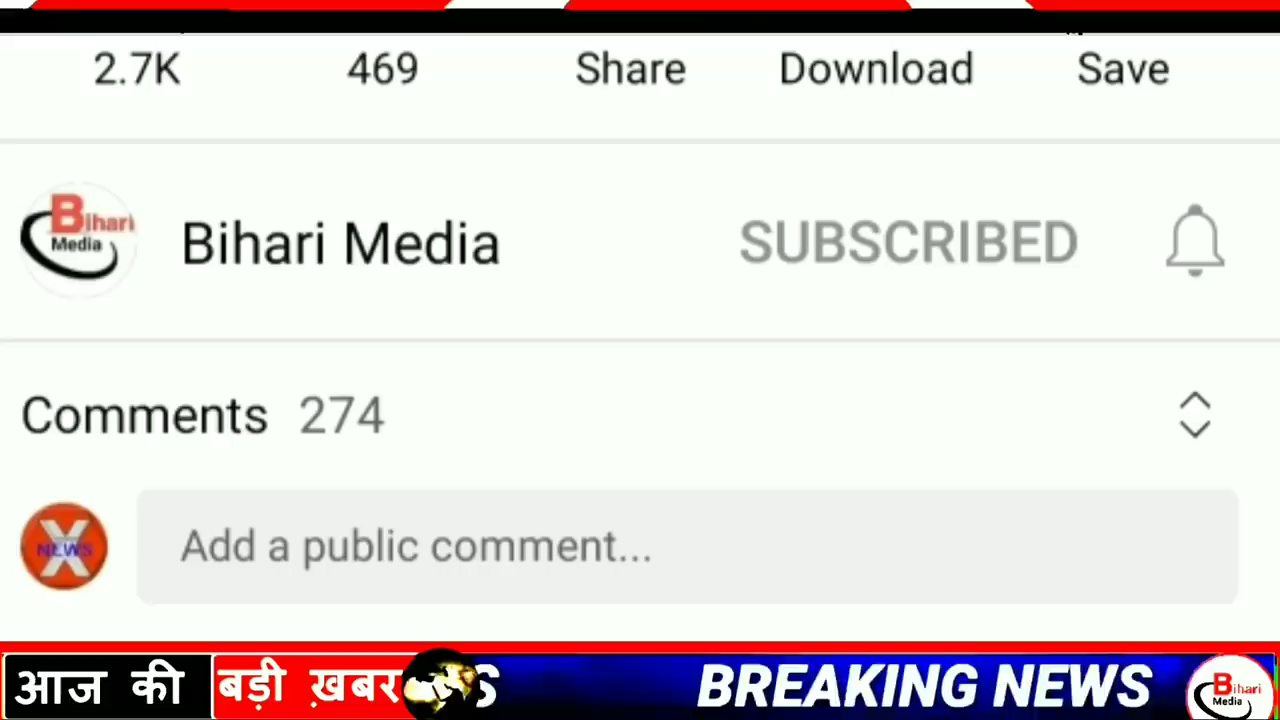 2.7K 469 Share Download Save
Bihari Media
Bihari Media SUBSCRIBED
Comments 274
X NEWS
Add a public comment...
आज की बड़ी ख़बर S BREAKING NEWS
Bihari Media